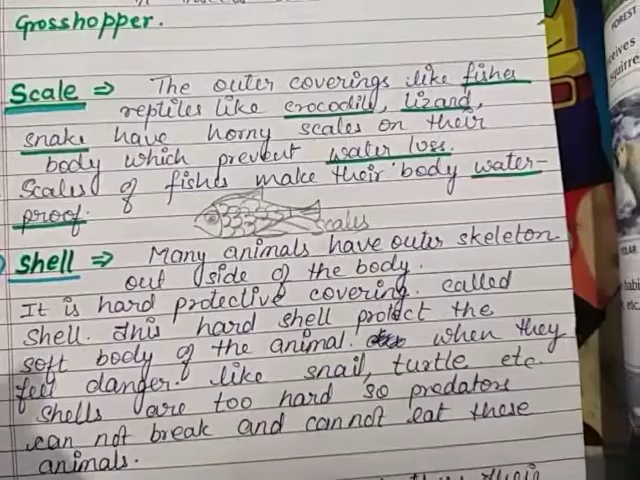 Grosshopper.
Scale ⇒ The outer coverings like fishes
reptiles like crocodile, lizard,
snake have horny scales on their
body which prevent water loss.
Scales of fishes make their body water-
proof.
scales
Shell ⇒ Many animals have outer skeleton
out side of the body.
It is hard protective covering called
shell. This hard shell protect the
soft body of the animal. when they
feel danger. like snail, turtle etc
shells are too hard so predators
can not break and cannot eat these
animals.
FOREST